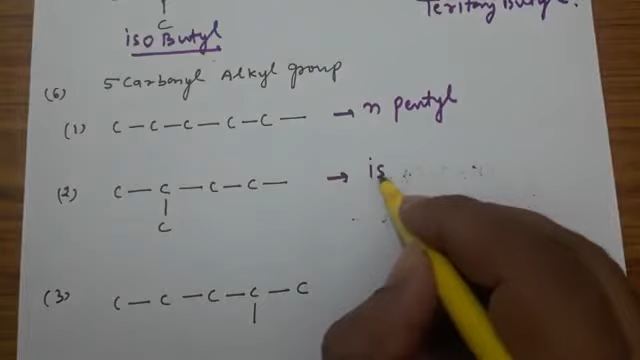 C
iso Butyl
Teritary Butyl.
(6) 5 Carbonyl Alkyl group
(1) C — C — C — C — C — → n pentyl
(2) C — C — C — C — → is
C
(3) C — C — C — C — C